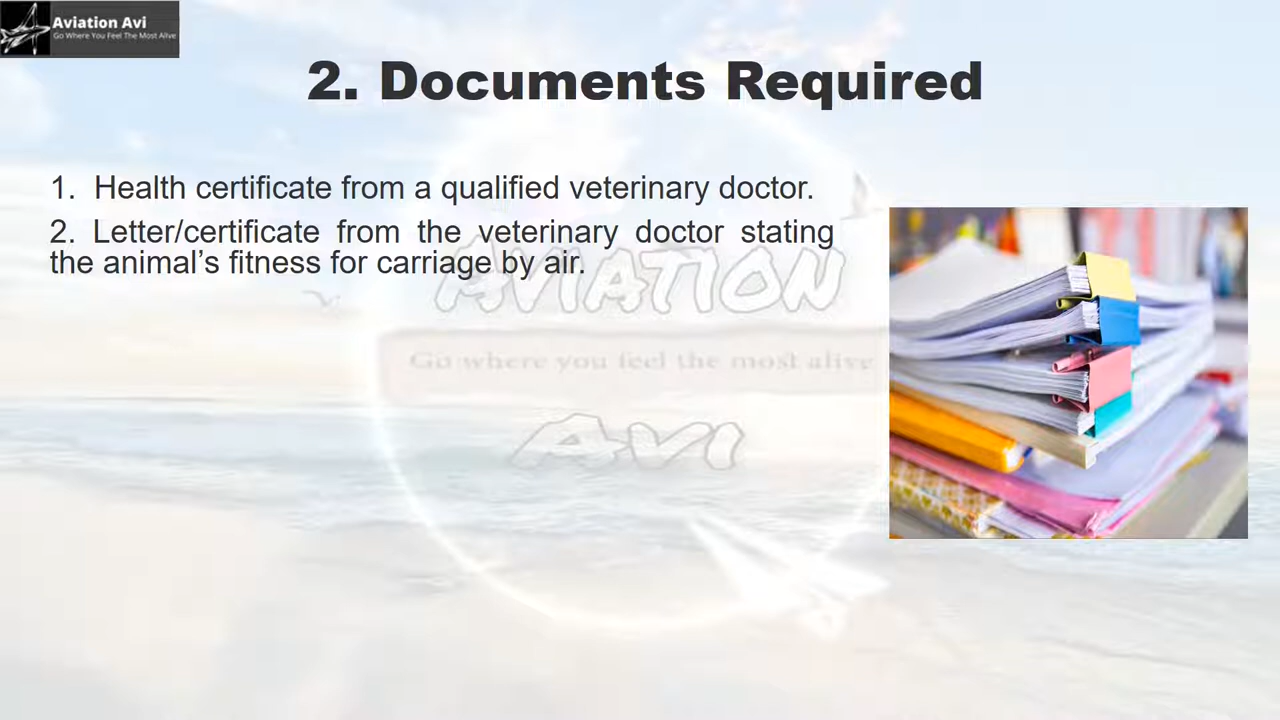 Aviation Avi
Go Where You Feel The Most Alive
2. Documents Required
1. Health certificate from a qualified veterinary doctor.
2. Letter/certificate from the veterinary doctor stating
the animal’s fitness for carriage by air.
AVIATION
Go where you feel the most alive
AVI